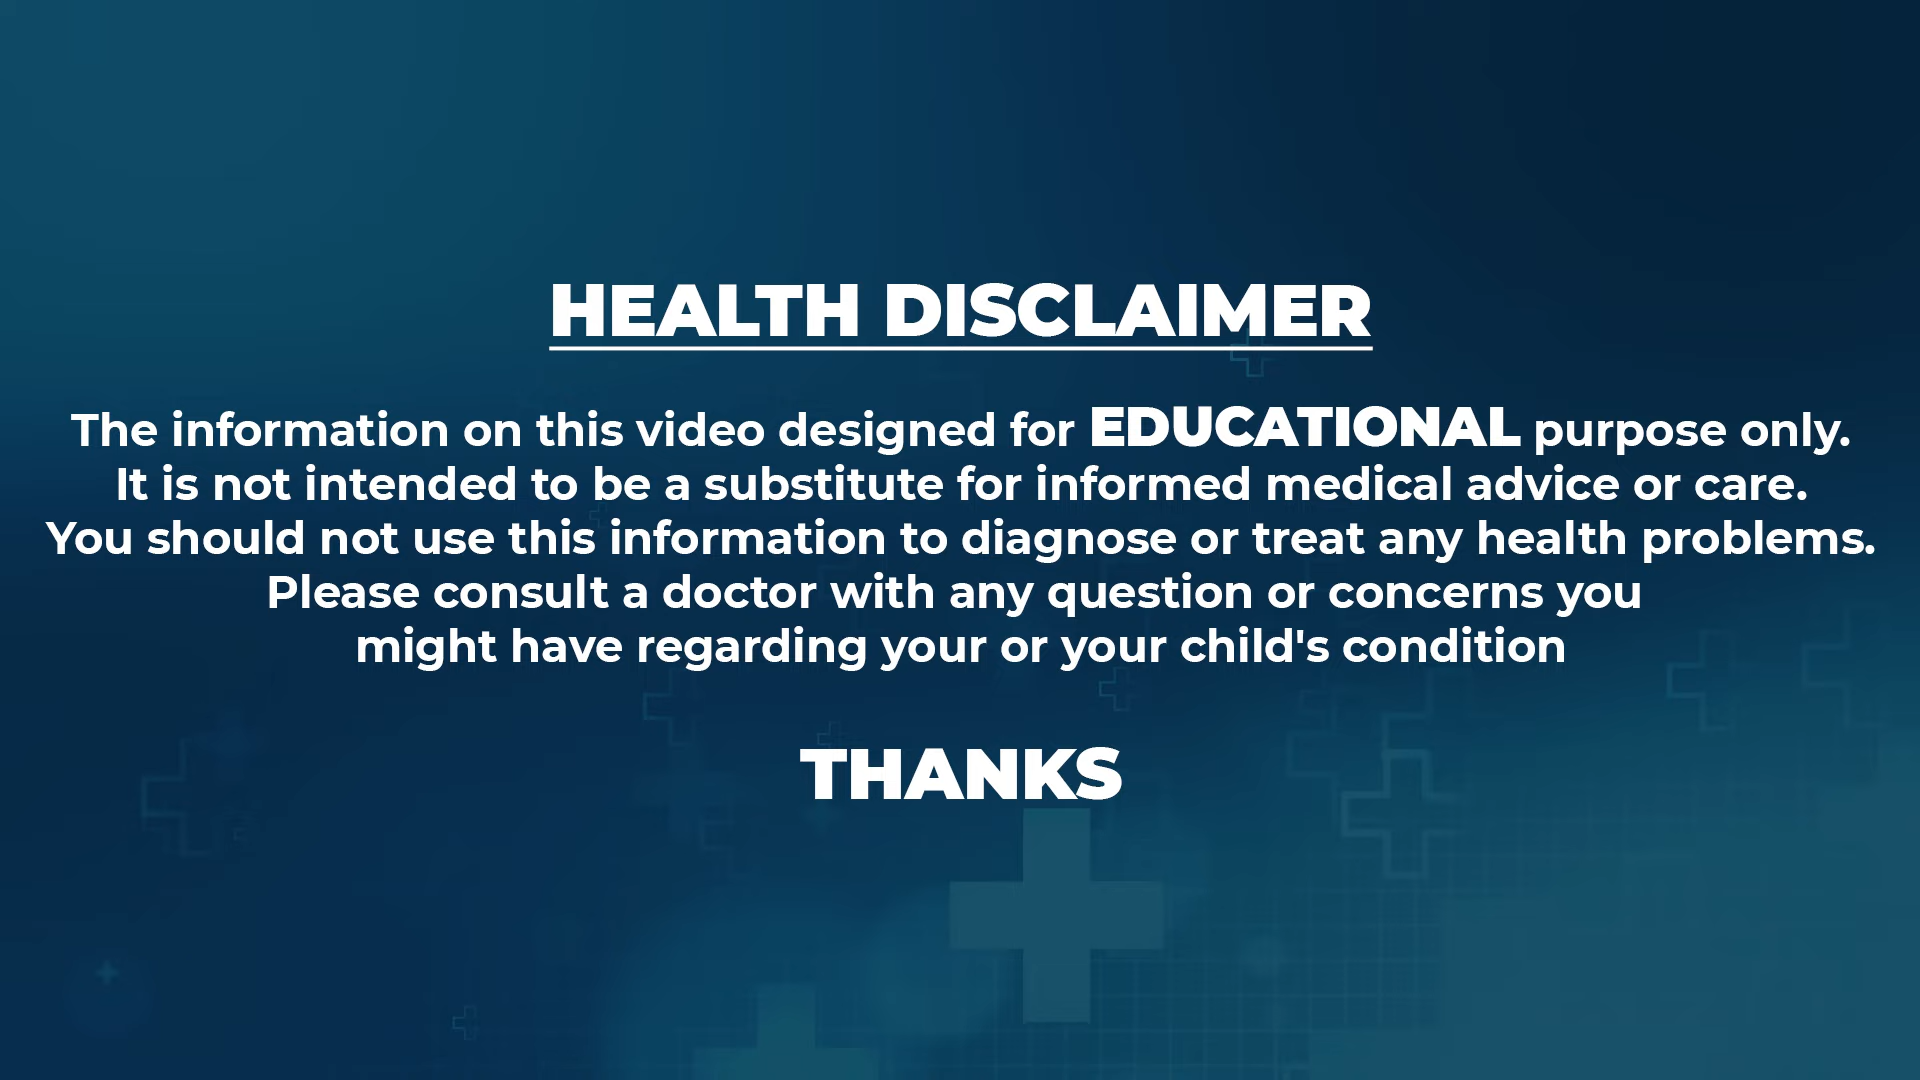 HEALTH DISCLAIMER
The information on this video designed for EDUCATIONAL purpose only.
It is not intended to be a substitute for informed medical advice or care.
You should not use this information to diagnose or treat any health problems.
Please consult a doctor with any question or concerns you
might have regarding your or your child's condition
THANKS